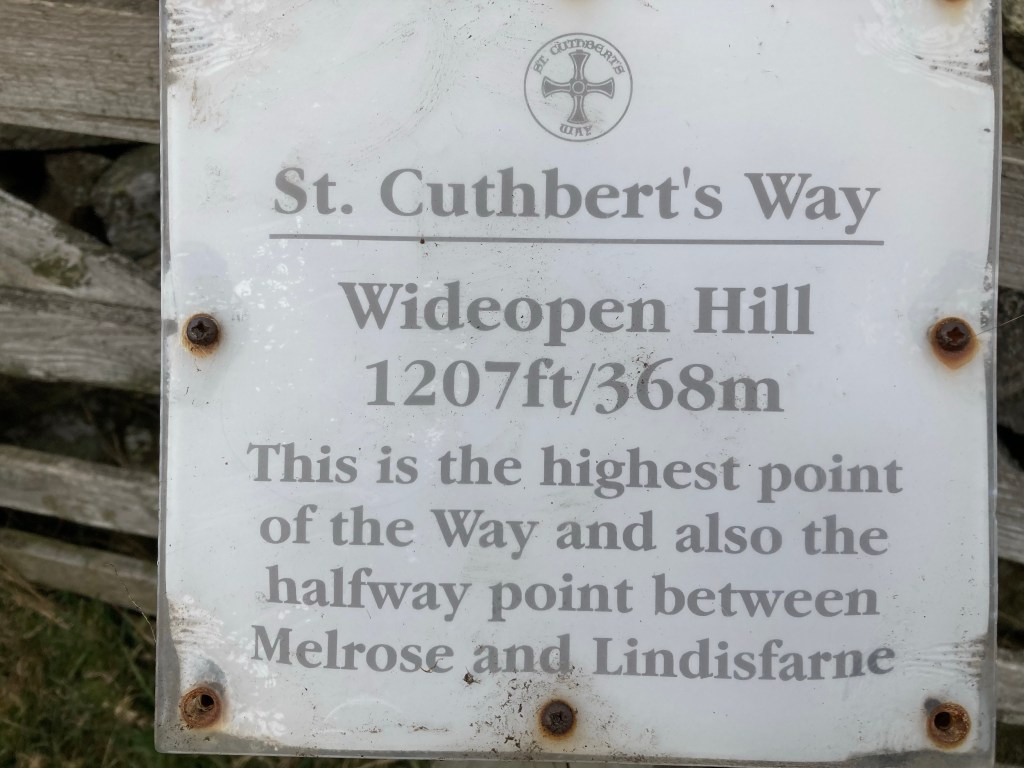 ST. CUTHBERT'S
WAY
St. Cuthbert's Way
Wideopen Hill
1207ft/368m
This is the highest point
of the Way and also the
halfway point between
Melrose and Lindisfarne